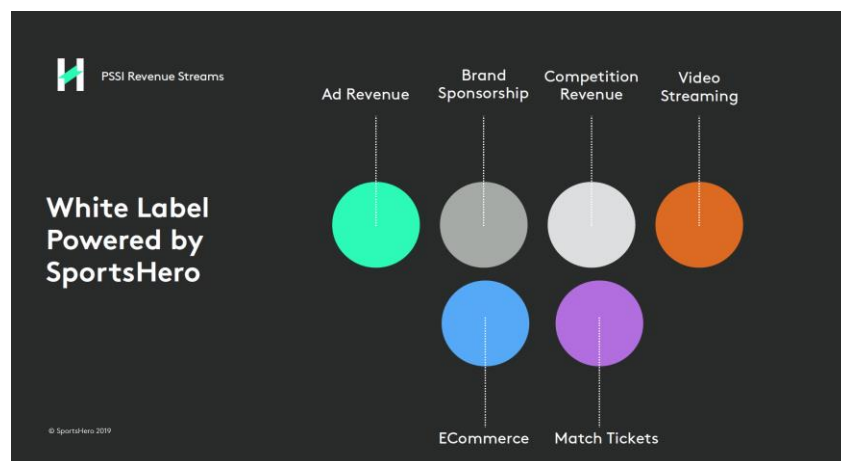 PSSI Revenue Streams
Ad Revenue
Brand
Sponsorship
Competition
Revenue
Video
Streaming
White Label
Powered by
SportsHero
ECommerce
Match Tickets
© SportsHero 2019